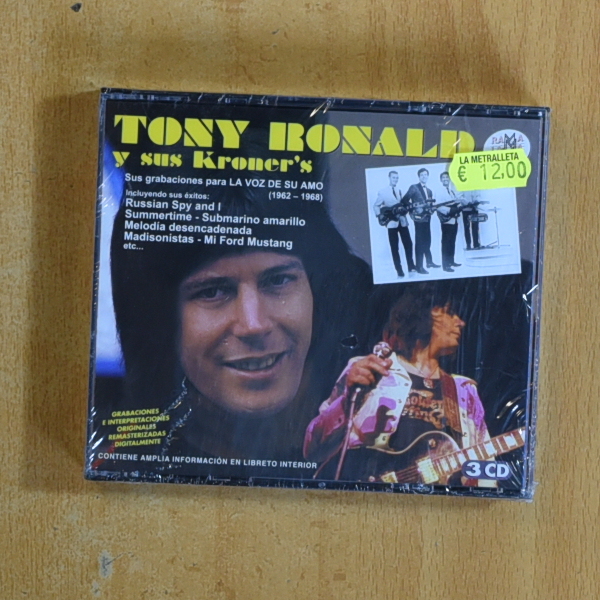 TONY RONALD
y sus Kroner's
Sus grabaciones para LA VOZ DE SU AMO
(1962 – 1968)
Incluyendo sus éxitos:
Russian Spy and I
Summertime - Submarino amarillo
Melodía desencadenada
Madisonistas - Mi Ford Mustang
etc...
LA METRALLETA
€ 12,00
GRABACIONES
E INTERPRETACIONES
ORIGINALES
REMASTERIZADAS
DIGITALMENTE
CONTIENE AMPLIA INFORMACIÓN EN LIBRETO INTERIOR
3 CD